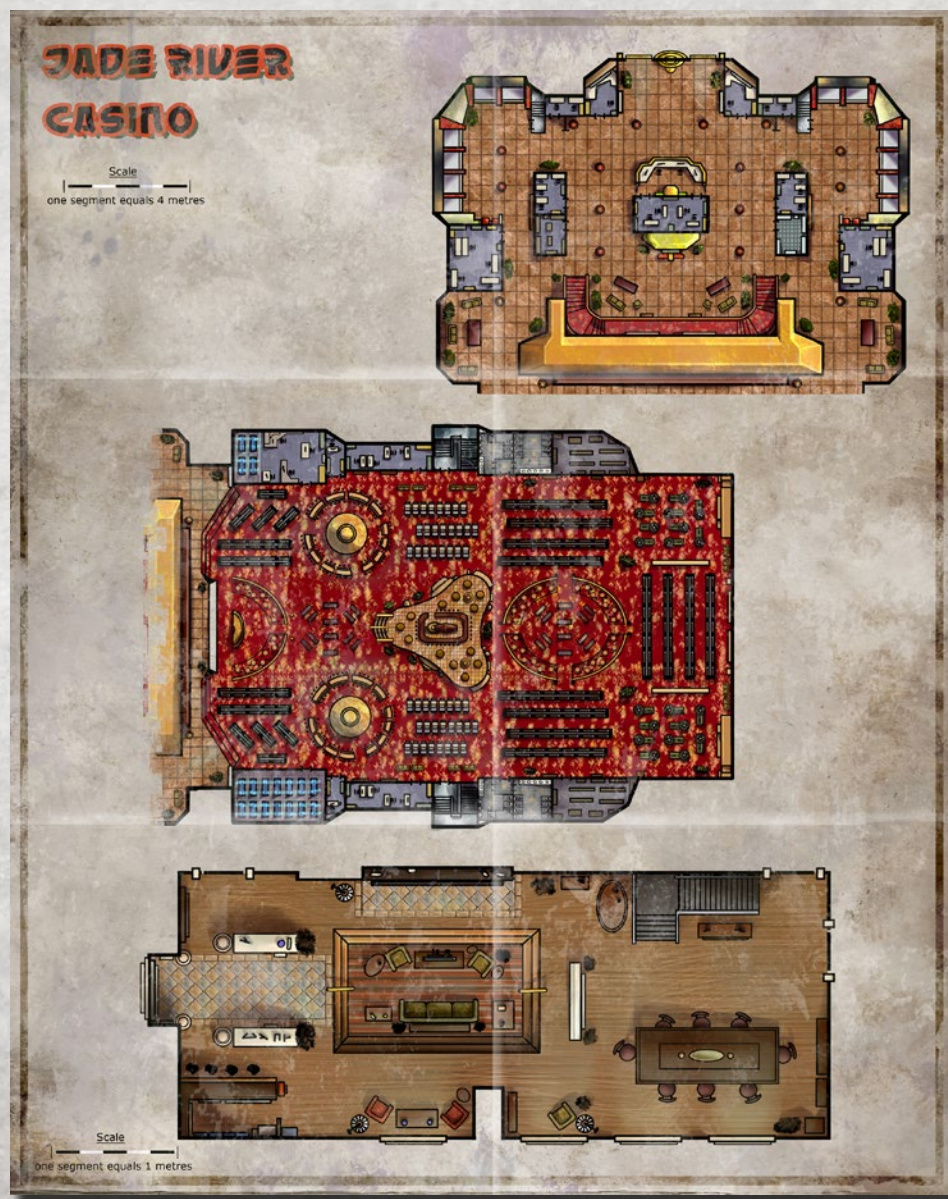 JADE RIVER
CASINO
Scale
one segment equals 4 metres
Scale
one segment equals 1 metres